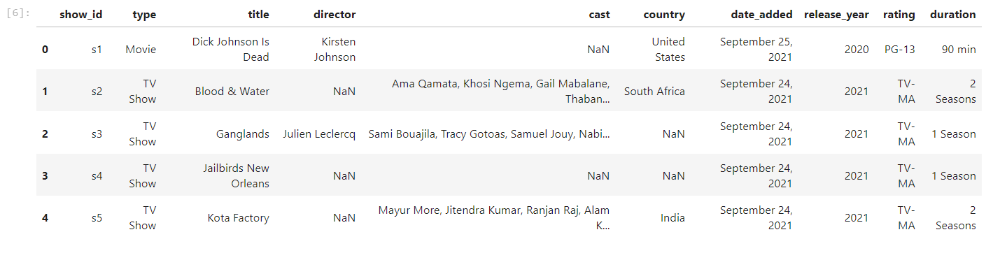 [6]:
show_id type title director cast country date_added release_year rating duration
0 s1 Movie Dick Johnson Is Dead Kirsten Johnson NaN United States September 25, 2021 2020 PG-13 90 min
1 s2 TV Show Blood & Water NaN Ama Qamata, Khosi Ngema, Gail Mabalane, Thaban... South Africa September 24, 2021 2021 TV-MA 2 Seasons
2 s3 TV Show Ganglands Julien Leclercq Sami Bouajila, Tracy Gotoas, Samuel Jouy, Nabi... NaN September 24, 2021 2021 TV-MA 1 Season
3 s4 TV Show Jailbirds New Orleans NaN NaN NaN September 24, 2021 2021 TV-MA 1 Season
4 s5 TV Show Kota Factory NaN Mayur More, Jitendra Kumar, Ranjan Raj, Alam K... India September 24, 2021 2021 TV-MA 2 Seasons